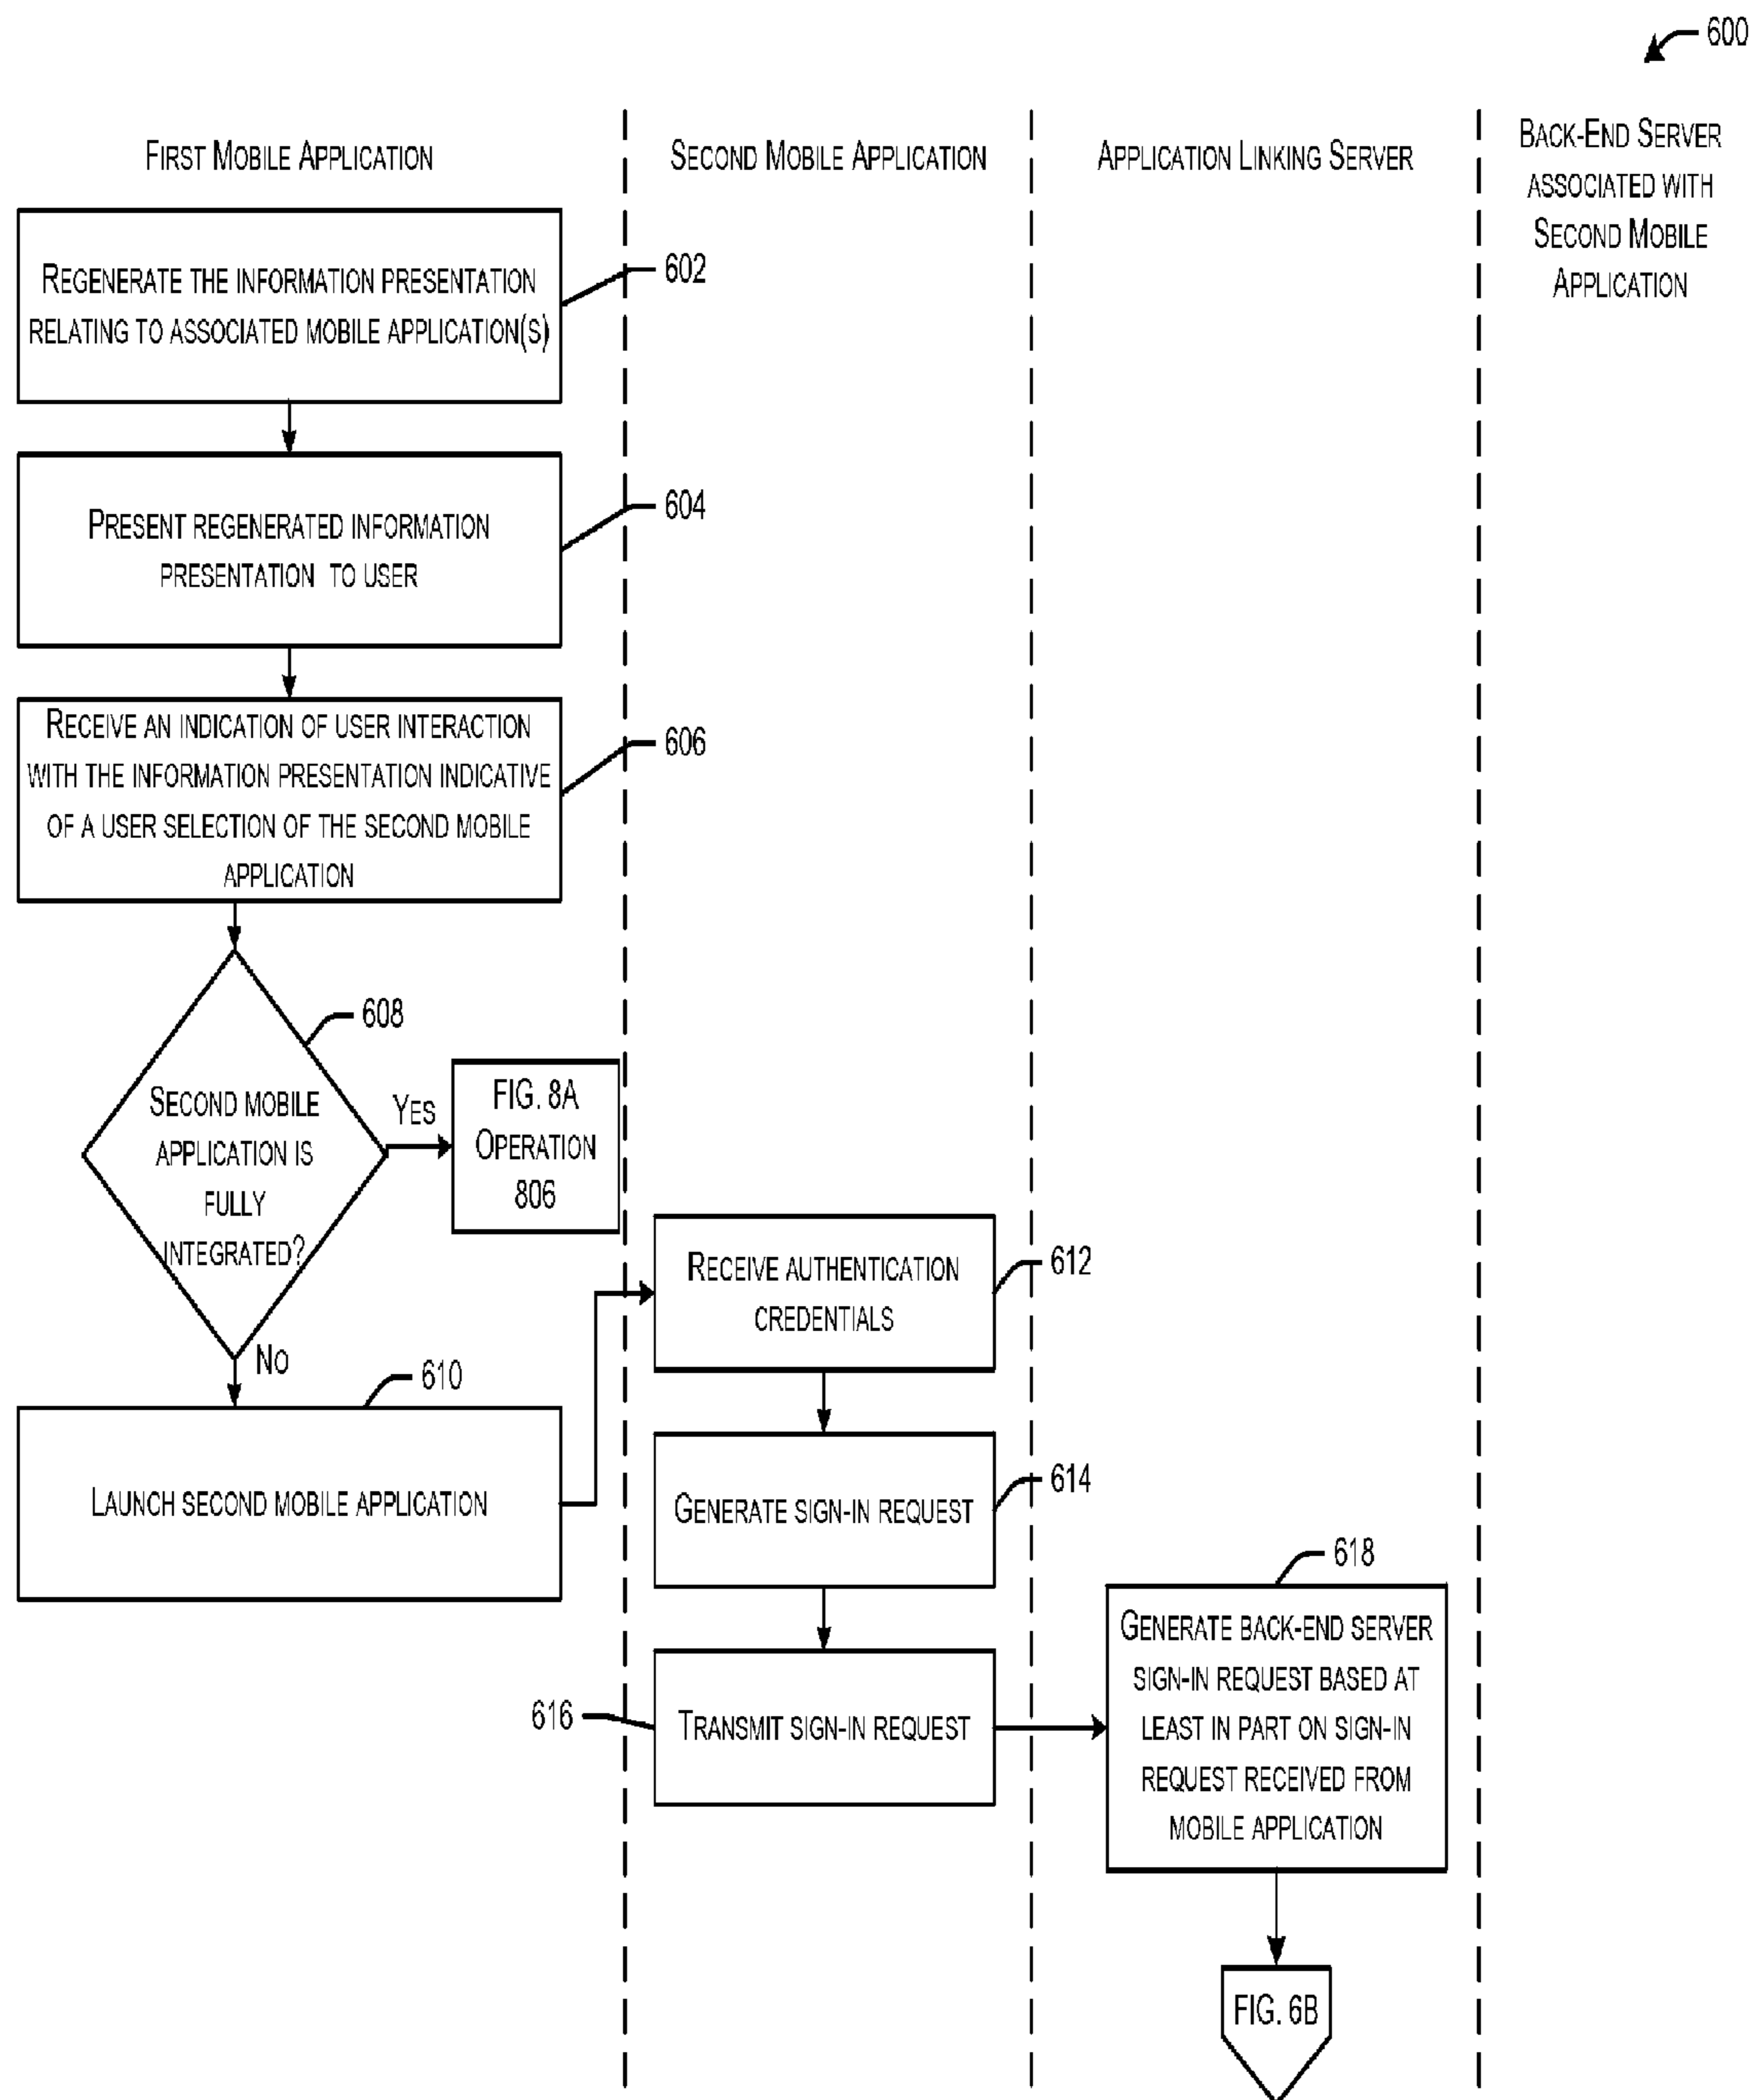 600
FIRST MOBILE APPLICATION
SECOND MOBILE APPLICATION
APPLICATION LINKING SERVER
BACK-END SERVER
ASSOCIATED WITH
SECOND MOBILE
APPLICATION
REGENERATE THE INFORMATION PRESENTATION
RELATING TO ASSOCIATED MOBILE APPLICATION(S)
602
PRESENT REGENERATED INFORMATION
PRESENTATION TO USER
604
RECEIVE AN INDICATION OF USER INTERACTION
WITH THE INFORMATION PRESENTATION INDICATIVE
OF A USER SELECTION OF THE SECOND MOBILE
APPLICATION
606
608
SECOND MOBILE
APPLICATION IS
FULLY
INTEGRATED?
YES
FIG. 8A
OPERATION
806
NO
610
LAUNCH SECOND MOBILE APPLICATION
RECEIVE AUTHENTICATION
CREDENTIALS
612
GENERATE SIGN-IN REQUEST
614
616
TRANSMIT SIGN-IN REQUEST
618
GENERATE BACK-END SERVER
SIGN-IN REQUEST BASED AT
LEAST IN PART ON SIGN-IN
REQUEST RECEIVED FROM
MOBILE APPLICATION
FIG. 6B